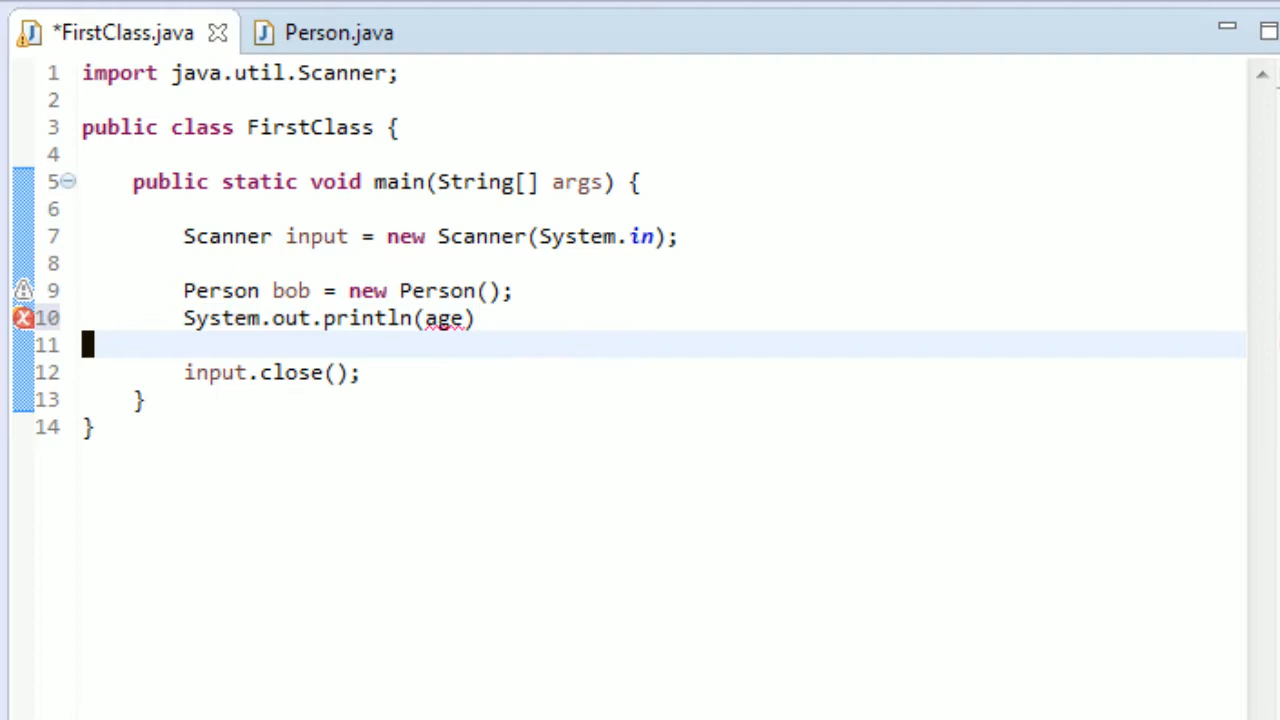 *FirstClass.java Person.java
1 import java.util.Scanner;
2
3 public class FirstClass {
4
5 public static void main(String[] args) {
6
7 Scanner input = new Scanner(System.in);
8
9 Person bob = new Person();
10 System.out.println(age)
11
12 input.close();
13 }
14 }